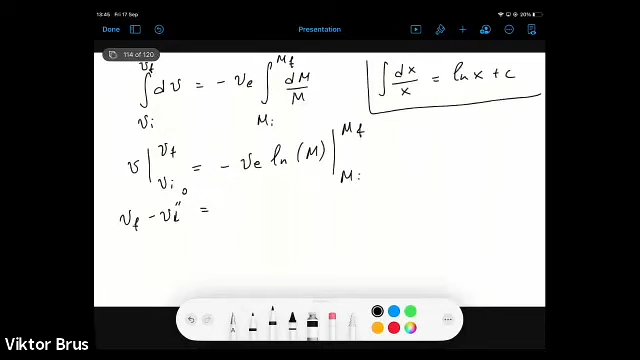 13:45 Fri 17 Sep
20%
Done
Presentation
114 of 120
∫_{vi}^{vf} dv = - ve ∫_{Mi}^{Mf} dM/M
∫ dx/x = ln x + c
v |_{vi}^{vf} = - ve ln (M) |_{Mi}^{Mf}
0
vf - vi" =
A
Viktor Brus